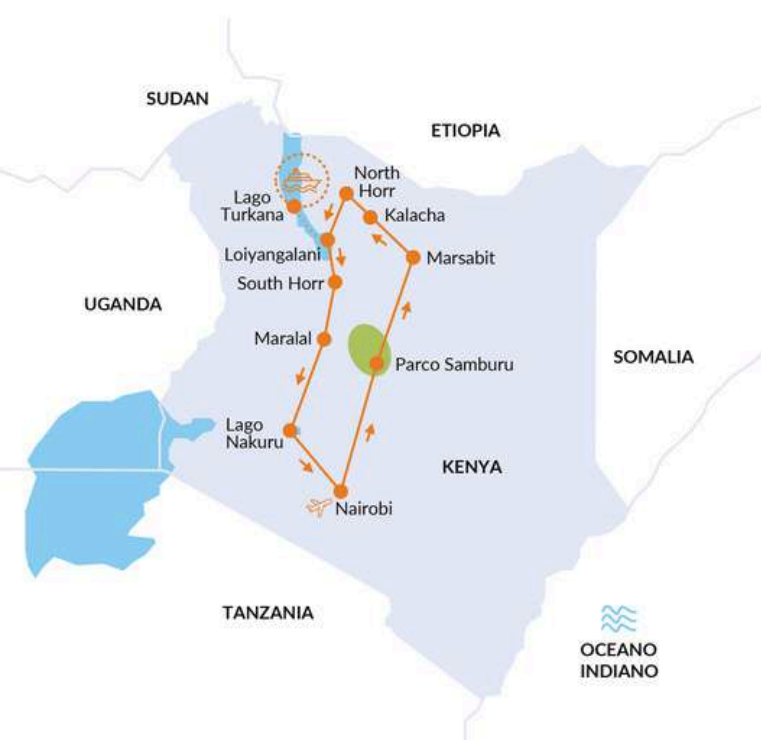 SUDAN
ETIOPIA
North
Horr
Lago
Turkana
Kalacha
Loiyangalani
Marsabit
South Horr
UGANDA
Maralal
SOMALIA
Parco Samburu
Lago
Nakuru
KENYA
Nairobi
TANZANIA
OCEANO
INDIANO